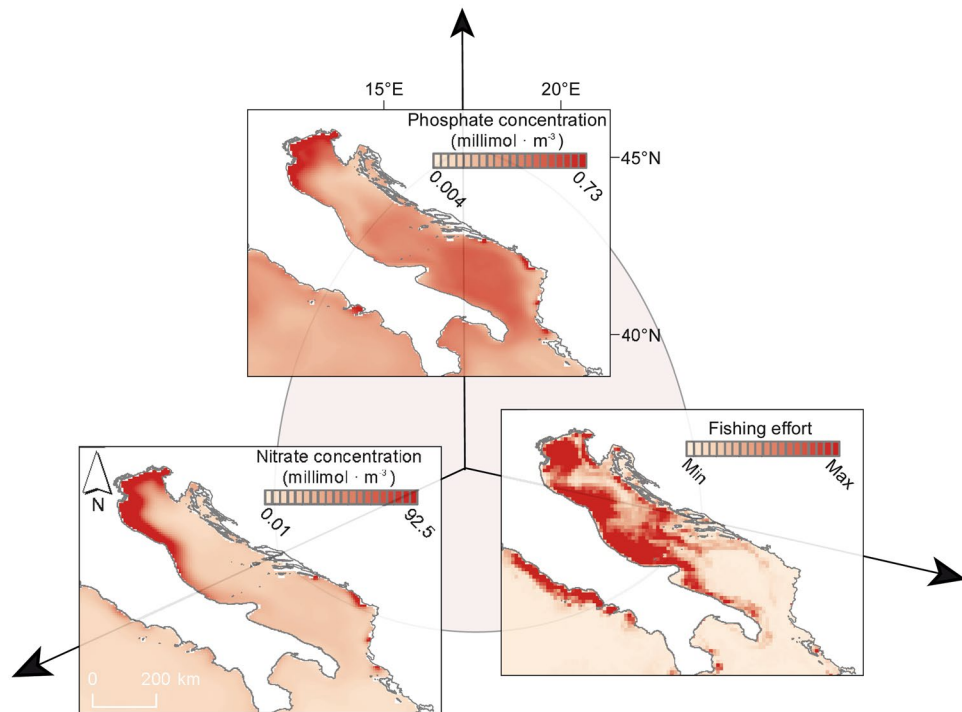 15°E 20°E
Phosphate concentration
(millimol · m⁻³)
0.004 0.73
45°N
40°N
Nitrate concentration
(millimol · m⁻³)
0.01 92.5
N
0 200 km
Fishing effort
Min Max